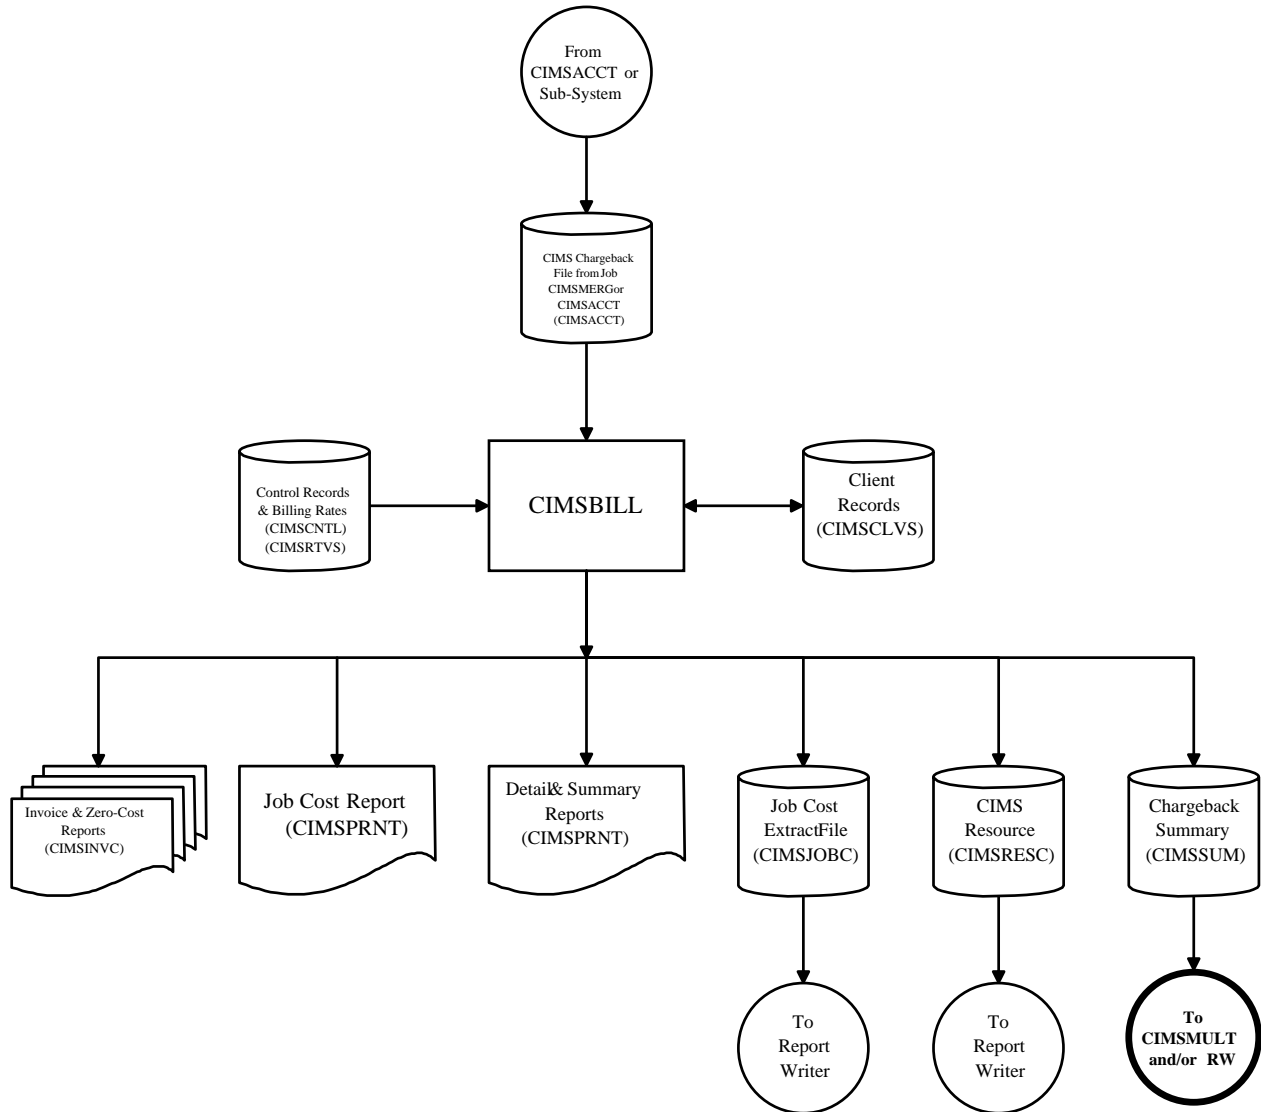 From
CIMSACCT or
Sub-System
CIMS Chargeback
File fromJob
CIMSMERGor
CIMSACCT
(CIMSACCT)
Control Records
& Billing Rates
(CIMSCNTL)
(CIMSRTVS)
CIMSBILL
Client
Records
(CIMSCLVS)
Invoice & Zero-Cost
Reports
(CIMSINVC)
Job Cost Report
(CIMSPRNT)
Detail& Summary
Reports
(CIMSPRNT)
Job Cost
ExtractFile
(CIMSJOBC)
CIMS
Resource
(CIMSRESC)
Chargeback
Summary
(CIMSSUM)
To
Report
Writer
To
Report
Writer
To
CIMSMULT
and/or RW